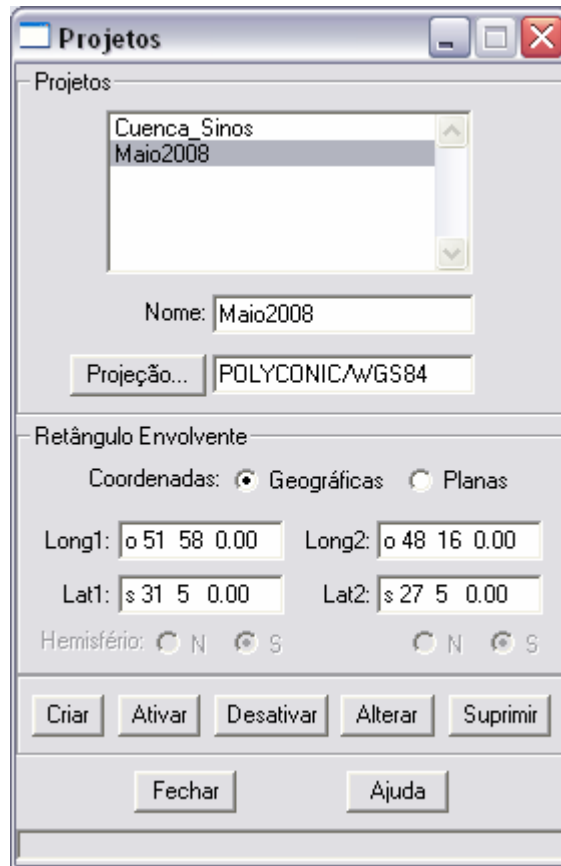 Projetos
Projetos
Cuenca_Sinos
Maio2008
Nome: Maio2008
Projeção... POLYCONIC/WGS84
Retângulo Envolvente
Coordenadas: Geográficas Planas
Long1: o 51 58 0.00 Long2: o 48 16 0.00
Lat1: s 31 5 0.00 Lat2: s 27 5 0.00
Hemisfério: N S N S
Criar Ativar Desativar Alterar Suprimir
Fechar Ajuda